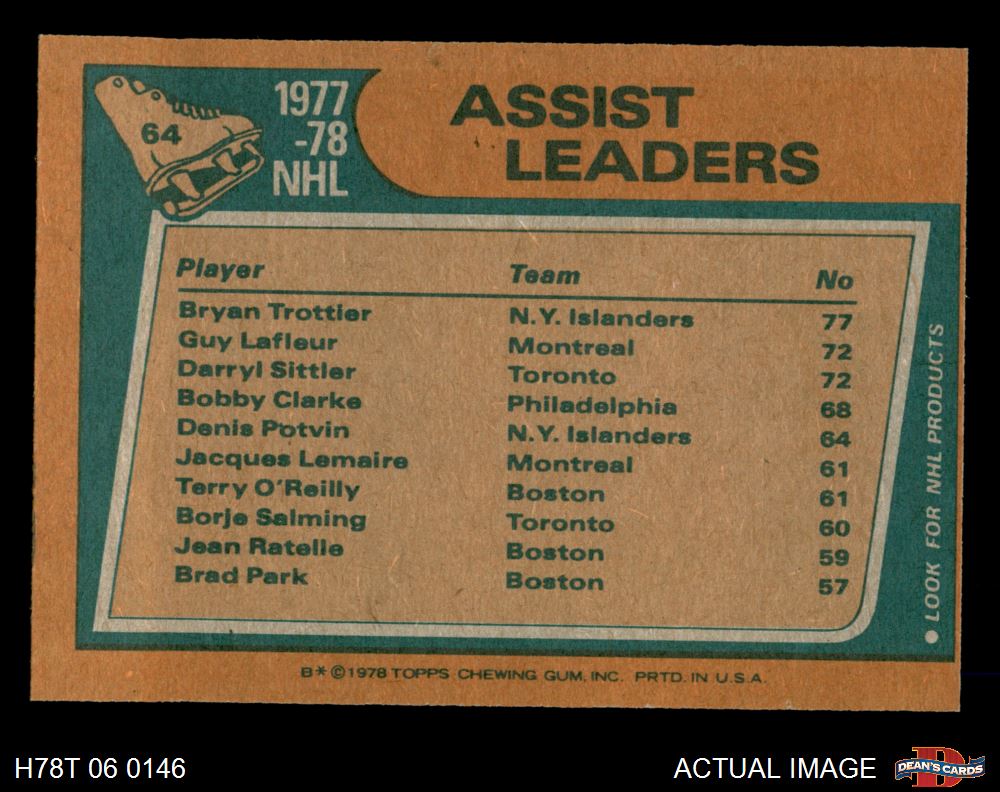 64
1977
-78
NHL
ASSIST
LEADERS
Player Team No
Bryan Trottier N.Y. Islanders 77
Guy Lafleur Montreal 72
Darryl Sittler Toronto 72
Bobby Clarke Philadelphia 68
Denis Potvin N.Y. Islanders 64
Jacques Lemaire Montreal 61
Terry O'Reilly Boston 61
Borje Salming Toronto 60
Jean Ratelle Boston 59
Brad Park Boston 57
● LOOK FOR NHL PRODUCTS
B*©1978 TOPPS CHEWING GUM, INC. PRTD. IN U.S.A.
H78T 06 0146
ACTUAL IMAGE
DEAN'S CARDS